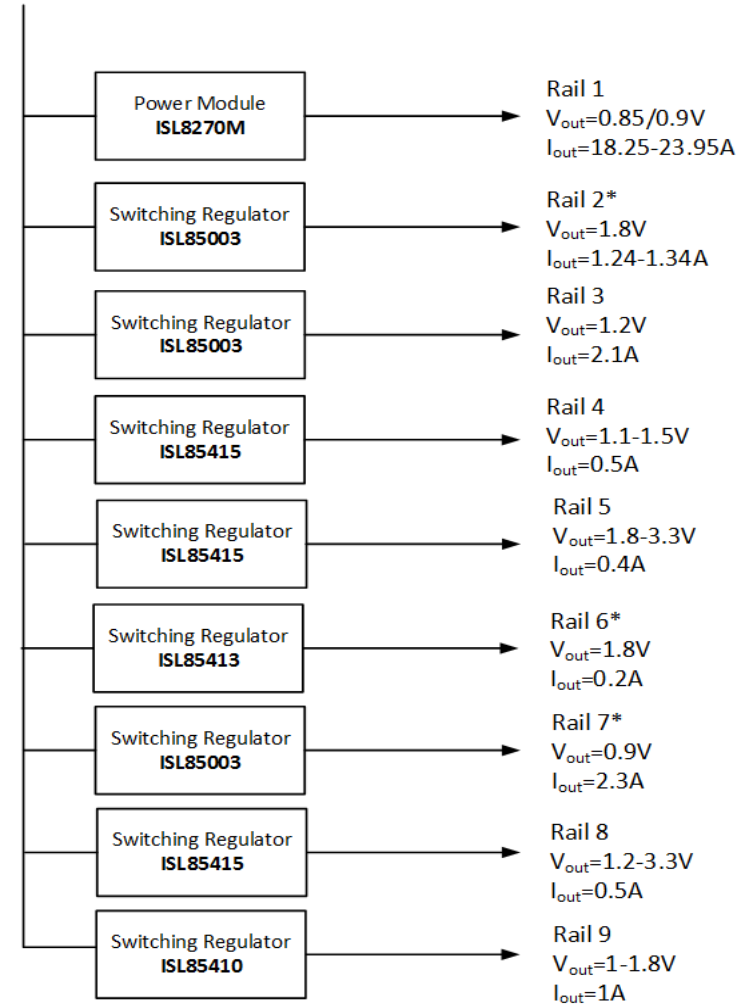 Power Module
ISL8270M
Rail 1
Vout=0.85/0.9V
Iout=18.25-23.95A
Switching Regulator
ISL85003
Rail 2*
Vout=1.8V
Iout=1.24-1.34A
Switching Regulator
ISL85003
Rail 3
Vout=1.2V
Iout=2.1A
Switching Regulator
ISL85415
Rail 4
Vout=1.1-1.5V
Iout=0.5A
Switching Regulator
ISL85415
Rail 5
Vout=1.8-3.3V
Iout=0.4A
Switching Regulator
ISL85413
Rail 6*
Vout=1.8V
Iout=0.2A
Switching Regulator
ISL85003
Rail 7*
Vout=0.9V
Iout=2.3A
Switching Regulator
ISL85415
Rail 8
Vout=1.2-3.3V
Iout=0.5A
Switching Regulator
ISL85410
Rail 9
Vout=1-1.8V
Iout=1A